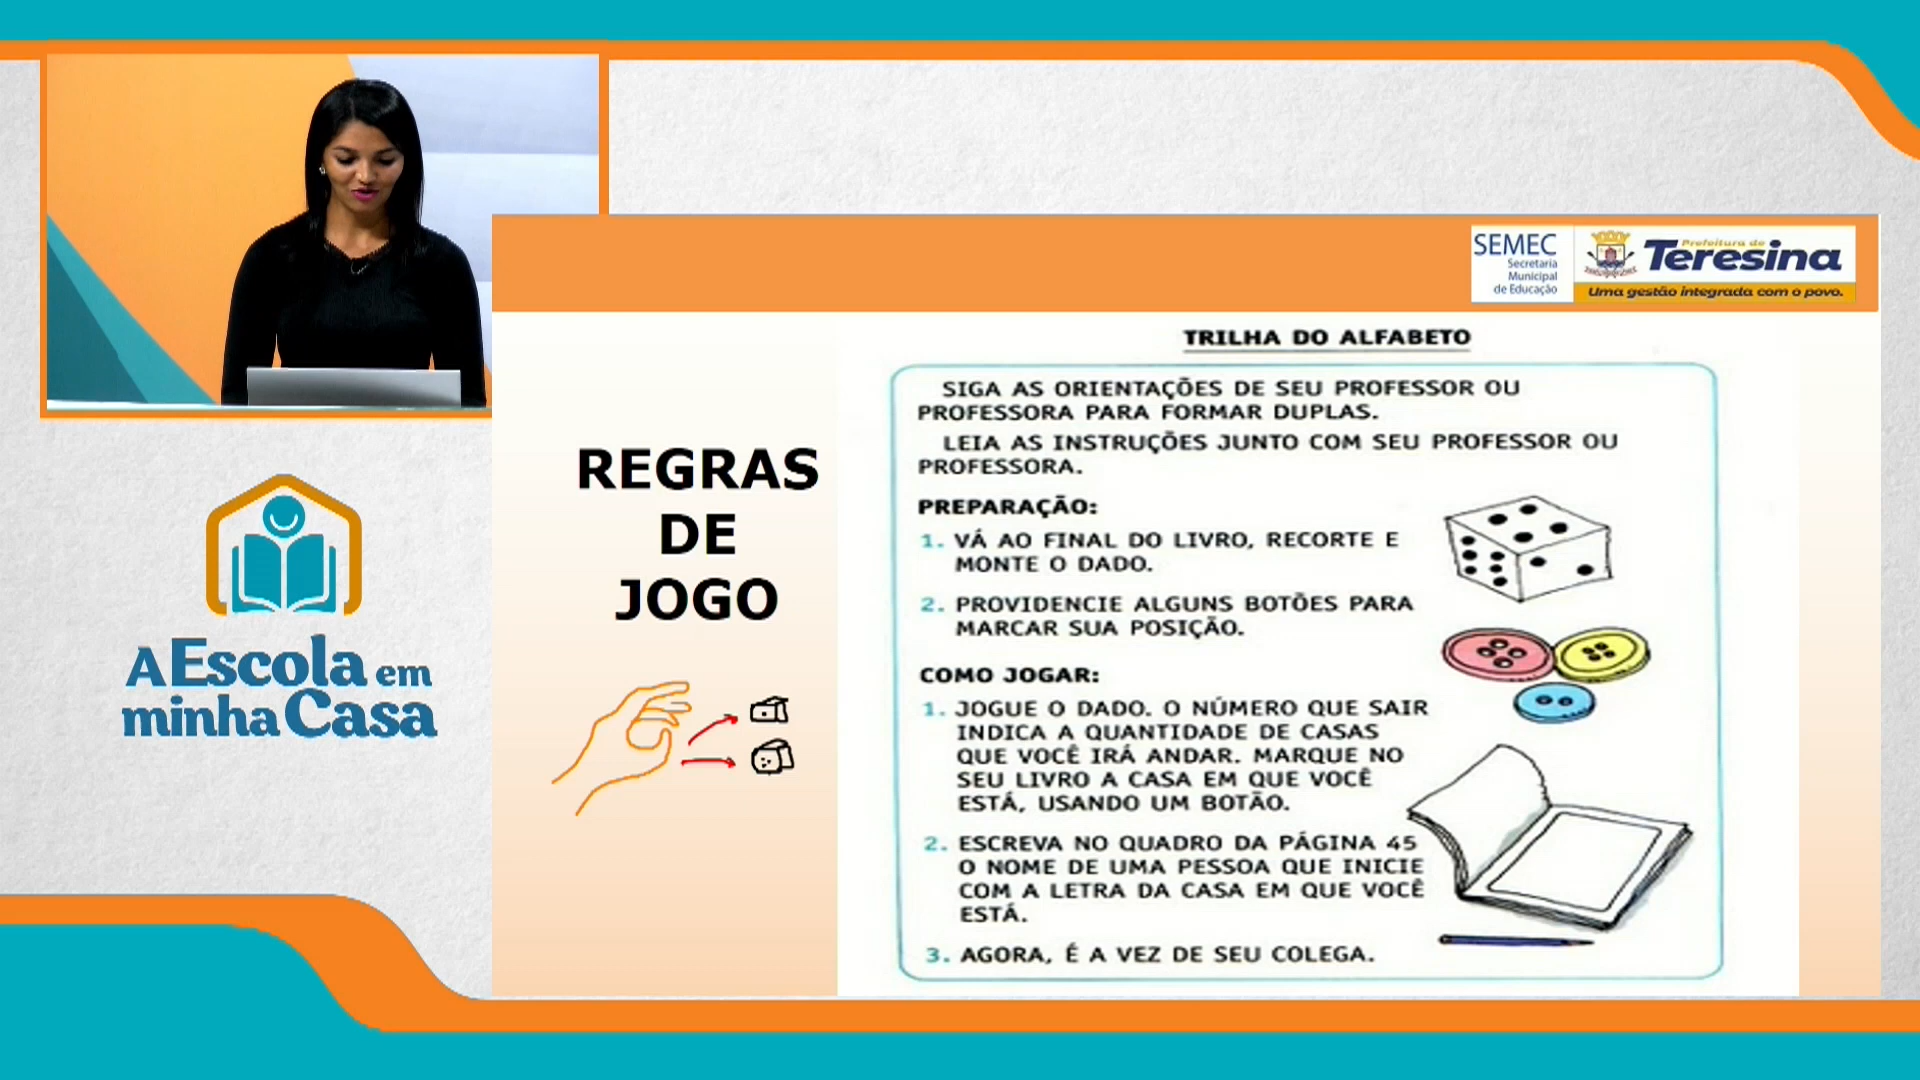 SEMEC
Secretaria
Municipal
de Educação
Prefeitura de
Teresina
Uma gestão integrada com o povo.
TRILHA DO ALFABETO
SIGA AS ORIENTAÇÕES DE SEU PROFESSOR OU
PROFESSORA PARA FORMAR DUPLAS.
LEIA AS INSTRUÇÕES JUNTO COM SEU PROFESSOR OU
PROFESSORA.
PREPARAÇÃO:
1. VÁ AO FINAL DO LIVRO, RECORTE E
MONTE O DADO.
2. PROVIDENCIE ALGUNS BOTÕES PARA
MARCAR SUA POSIÇÃO.
COMO JOGAR:
1. JOGUE O DADO. O NÚMERO QUE SAIR
INDICA A QUANTIDADE DE CASAS
QUE VOCÊ IRÁ ANDAR. MARQUE NO
SEU LIVRO A CASA EM QUE VOCÊ
ESTÁ, USANDO UM BOTÃO.
2. ESCREVA NO QUADRO DA PÁGINA 45
O NOME DE UMA PESSOA QUE INICIE
COM A LETRA DA CASA EM QUE VOCÊ
ESTÁ.
3. AGORA, É A VEZ DE SEU COLEGA.
REGRAS
DE
JOGO
A Escola em
minha Casa